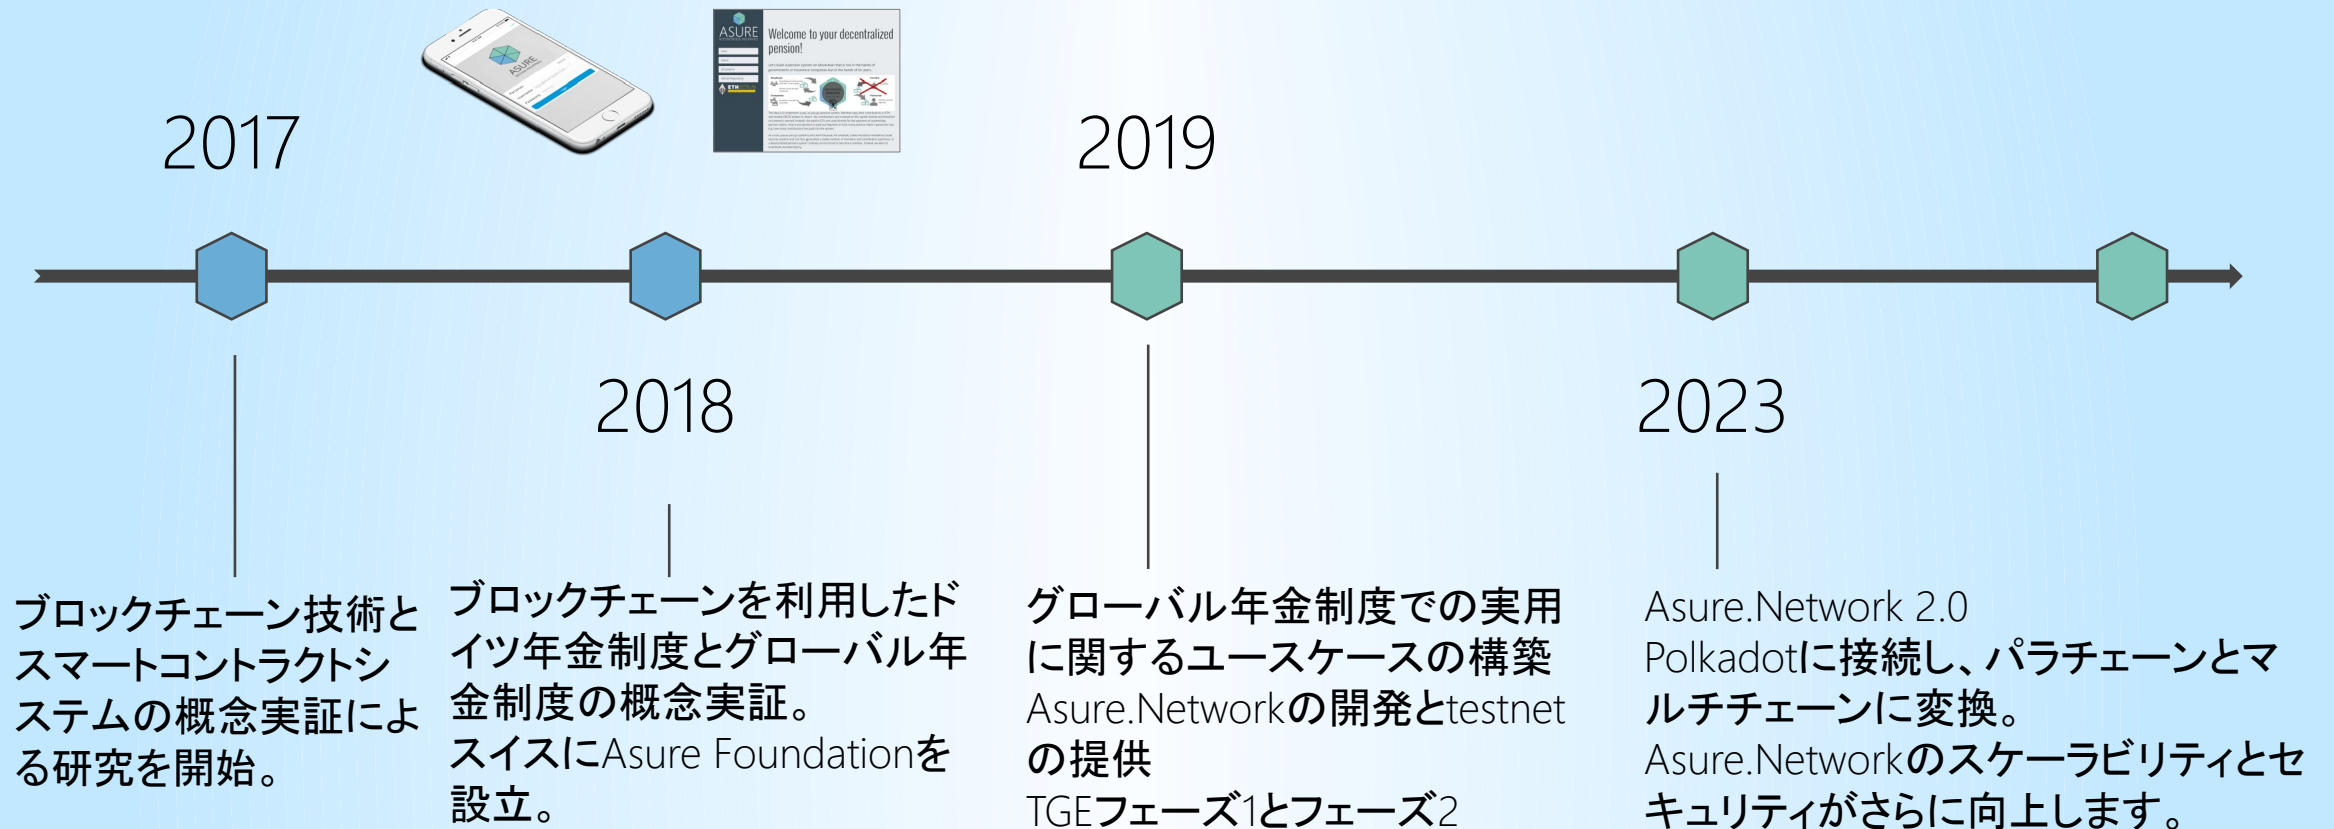 ASURE
ASURE
Welcome to your decentralized
pension!
2017
2019
2018
2023
ブロックチェーン技術と
スマートコントラクトシ
ステムの概念実証によ
る研究を開始。
ブロックチェーンを利用したド
イツ年金制度とグローバル年
金制度の概念実証。
スイスにAsure Foundationを
設立。
グローバル年金制度での実用
に関するユースケースの構築
Asure.Networkの開発とtestnet
の提供
TGEフェーズ1とフェーズ2
Asure.Network 2.0
Polkadotに接続し、パラチェーンとマ
ルチチェーンに変換。
Asure.Networkのスケーラビリティとセ
キュリティがさらに向上します。